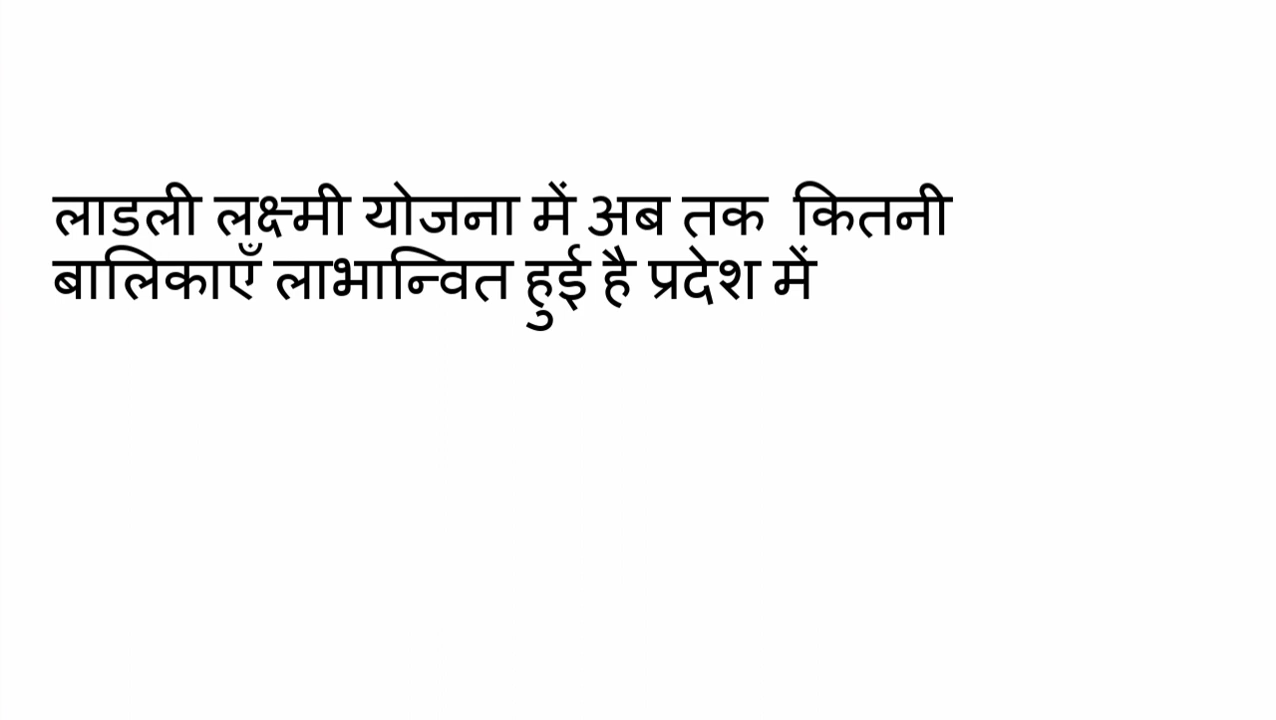 लाडली लक्ष्मी योजना में अब तक  कितनी
बालिकाएँ लाभान्वित हुई है प्रदेश में